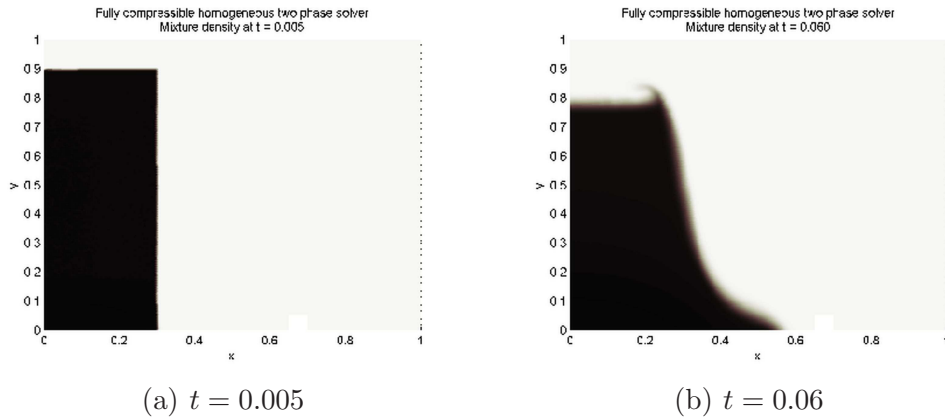 Fully compressible homogeneous two phase solver
Mixture density at t = 0.005
1
0.9
0.8
0.7
0.6
0.5
0.4
0.3
0.2
0.1
0
y
0 0.2 0.4 0.6 0.8 1
x
(a) t = 0.005
Fully compressible homogeneous two phase solver
Mixture density at t = 0.060
1
0.9
0.8
0.7
0.6
0.5
0.4
0.3
0.2
0.1
0
y
0 0.2 0.4 0.6 0.8 1
x
(b) t = 0.06